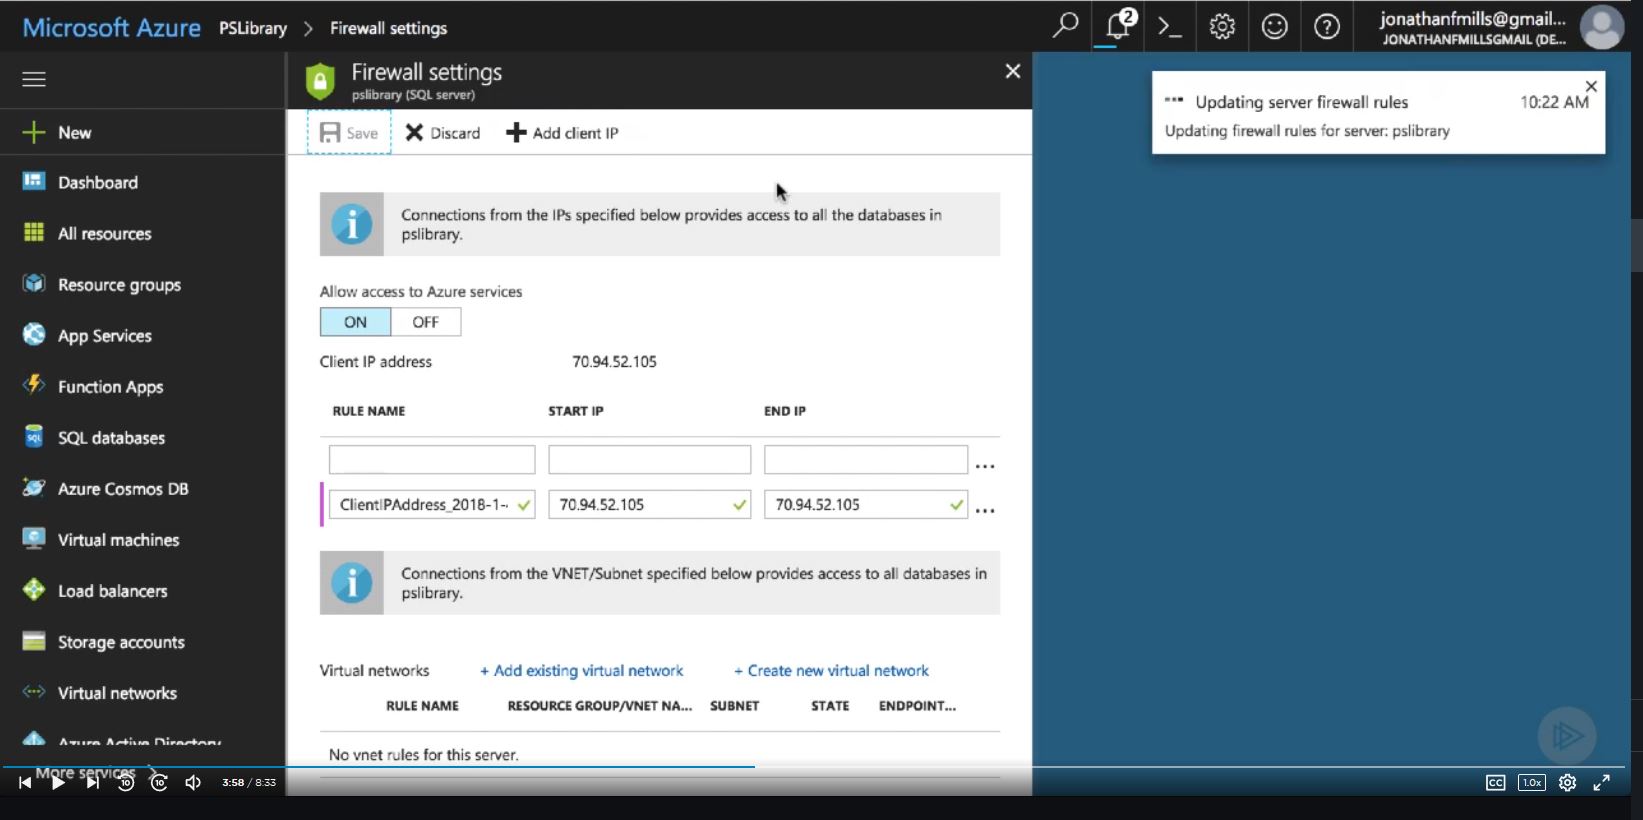 Microsoft Azure PSLibrary > Firewall settings
2
jonathanfmills@gmail...
JONATHANFMILLSGMAIL (DE...
New
Dashboard
All resources
Resource groups
App Services
Function Apps
SQL databases
SQL
Azure Cosmos DB
Virtual machines
Load balancers
Storage accounts
Virtual networks
Azure Active Directory
More services >
Firewall settings
pslibrary (SQL server)
Save Discard Add client IP
Connections from the IPs specified below provides access to all the databases in
pslibrary.
Allow access to Azure services
ON OFF
Client IP address 70.94.52.105
RULE NAME START IP END IP
...
ClientIPAddress_2018-1-‹ 70.94.52.105 70.94.52.105 ...
Connections from the VNET/Subnet specified below provides access to all databases in
pslibrary.
Virtual networks + Add existing virtual network + Create new virtual network
RULE NAME RESOURCE GROUP/VNET NA... SUBNET STATE ENDPOINT...
No vnet rules for this server.
Updating server firewall rules 10:22 AM
Updating firewall rules for server: pslibrary
10 10 3:58 / 8:33 CC 1.0x